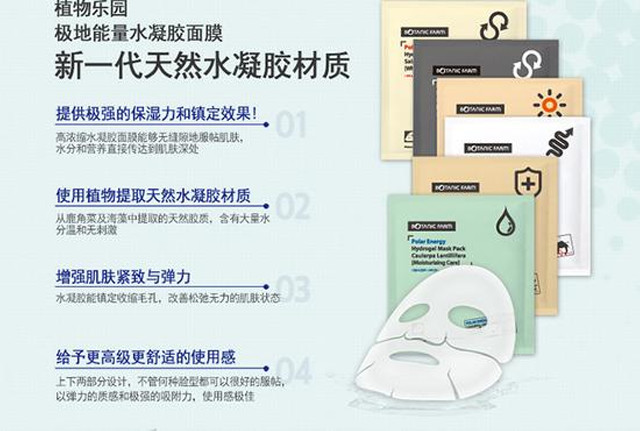 植物乐园
极地能量水凝胶面膜
新一代天然水凝胶材质
提供极强的保湿力和镇定效果!
01
高浓缩水凝胶面膜能够无缝隙地服帖肌肤,
水分和营养直接传达到肌肤深处
使用植物提取天然水凝胶材质
02
从鹿角菜及海藻中提取的天然胶质,含有大量水
分温和无刺激
增强肌肤紧致与弹力
03
水凝胶能镇定收缩毛孔,改善松弛无力的肌肤状态
给予更高级更舒适的使用感
04
上下两部分设计,不管何种脸型都可以很好的服帖,
以弹力的质感和极强的吸附力,使用感极佳
BOTANIC FARM
BOTANIC FARM
BOTANIC FARM
BOTANIC FARM
BOTANIC FARM
BOTANIC FARM
Polar Energy
Hydrogel Mask Pack
Caulerpa Lentillifera
(Moisturizing Care)